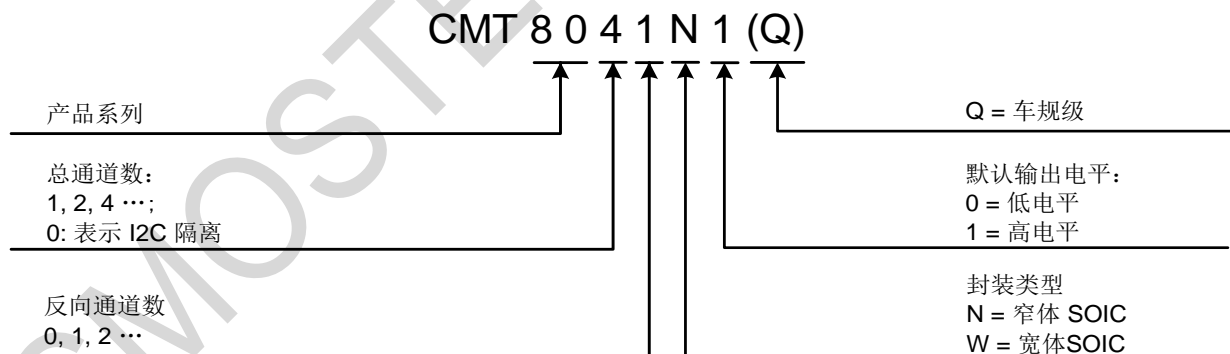 CMT 8 0 4 1 N 1 (Q)
产品系列
总通道数：
1, 2, 4 ···;
0: 表示 I2C 隔离
反向通道数
0, 1, 2 ···
Q = 车规级
默认输出电平：
0 = 低电平
1 = 高电平
封装类型
N = 窄体 SOIC
W = 宽体SOIC